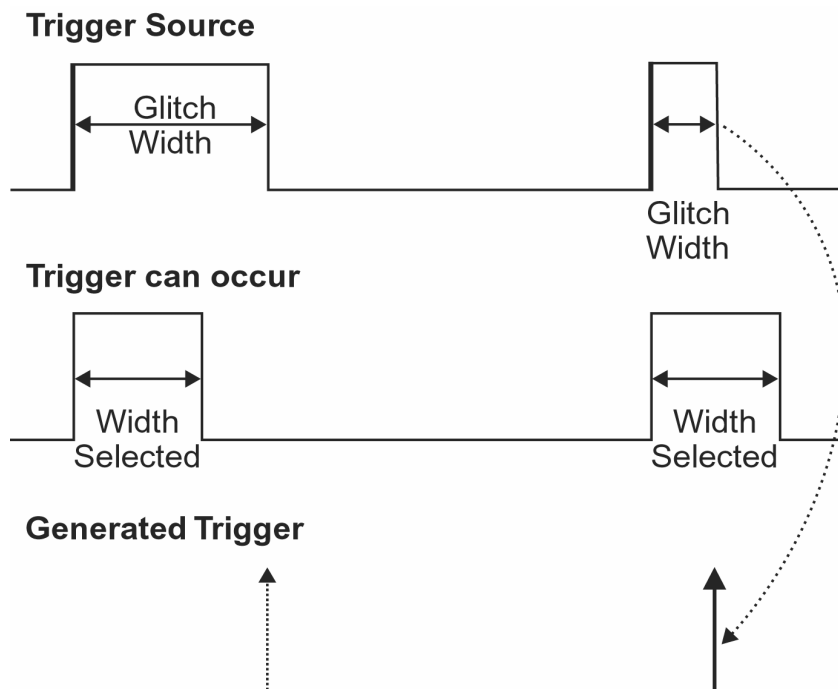 Trigger Source
Glitch
Width
Glitch
Width
Trigger can occur
Width
Selected
Width
Selected
Generated Trigger